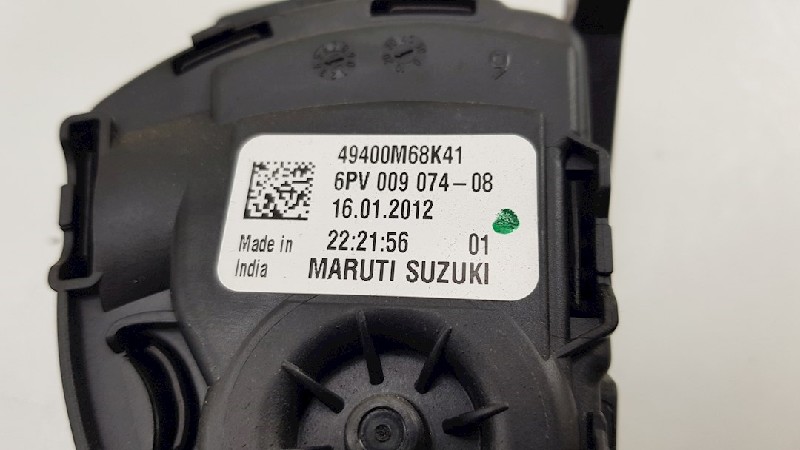 49400M68K41
6PV 009 074-08
16.01.2012
Made in 22:21:56 01
India MARUTI SUZUKI